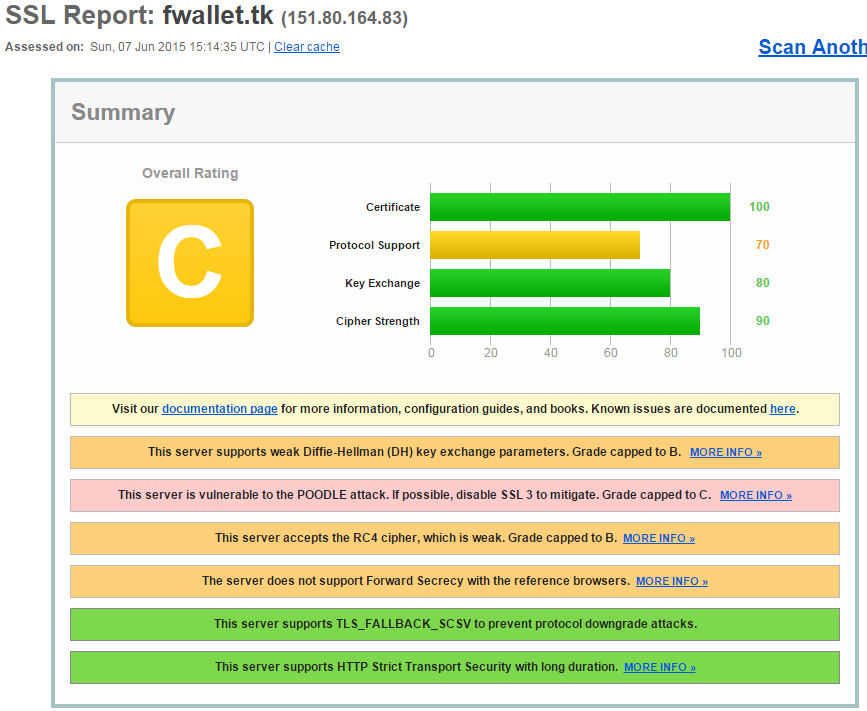 SSL Report: fwallet.tk (151.80.164.83)
Assessed on: Sun, 07 Jun 2015 15:14:35 UTC | Clear cache
Scan Anoth
Summary
Overall Rating
C
Certificate 100
Protocol Support 70
Key Exchange 80
Cipher Strength 90
0 20 40 60 80 100
Visit our documentation page for more information, configuration guides, and books. Known issues are documented here.
This server supports weak Diffie-Hellman (DH) key exchange parameters. Grade capped to B. MORE INFO »
This server is vulnerable to the POODLE attack. If possible, disable SSL 3 to mitigate. Grade capped to C. MORE INFO »
This server accepts the RC4 cipher, which is weak. Grade capped to B. MORE INFO »
The server does not support Forward Secrecy with the reference browsers. MORE INFO »
This server supports TLS_FALLBACK_SCSV to prevent protocol downgrade attacks.
This server supports HTTP Strict Transport Security with long duration. MORE INFO »